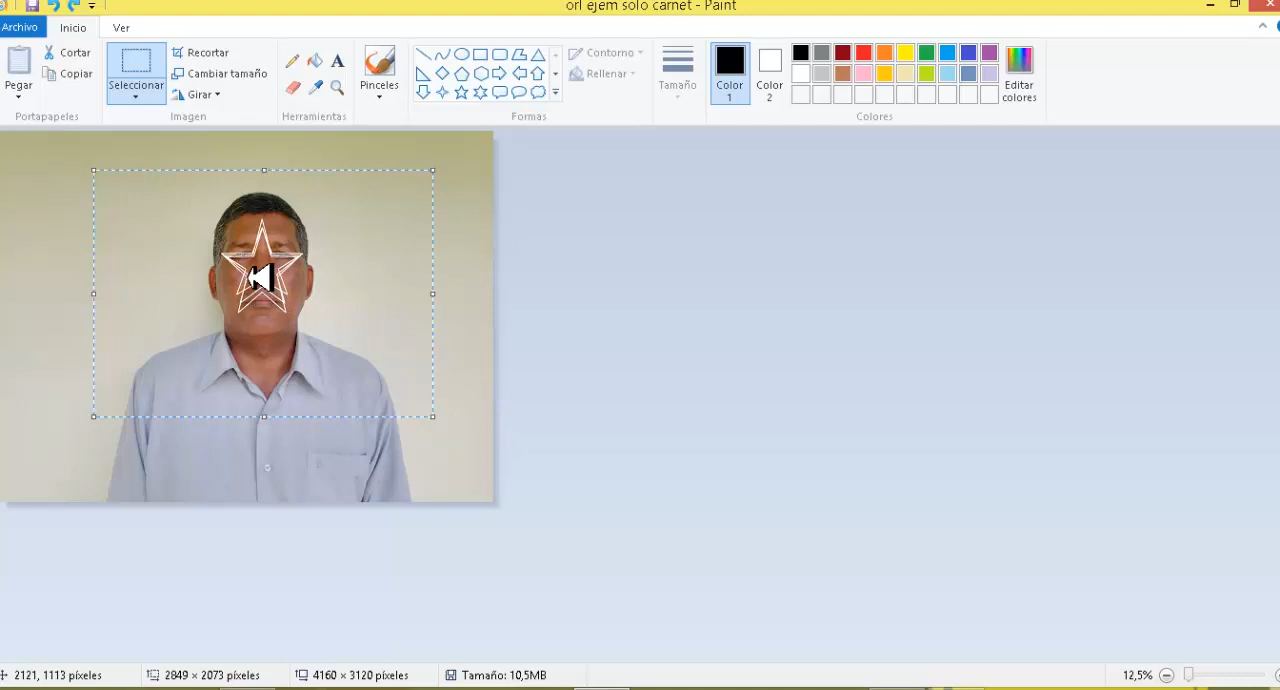 orl ejem solo carnet - Paint
Archivo Inicio Ver
Pegar
Cortar
Copiar
Portapapeles
Seleccionar
Recortar
Cambiar tamaño
Girar
Imagen
A
Herramientas
Pinceles
Formas
Contorno
Rellenar
Tamaño
Color
1
Color
2
Editar
colores
Colores
2121, 1113 píxeles 2849 × 2073 píxeles 4160 × 3120 píxeles Tamaño: 10,5MB 12,5%